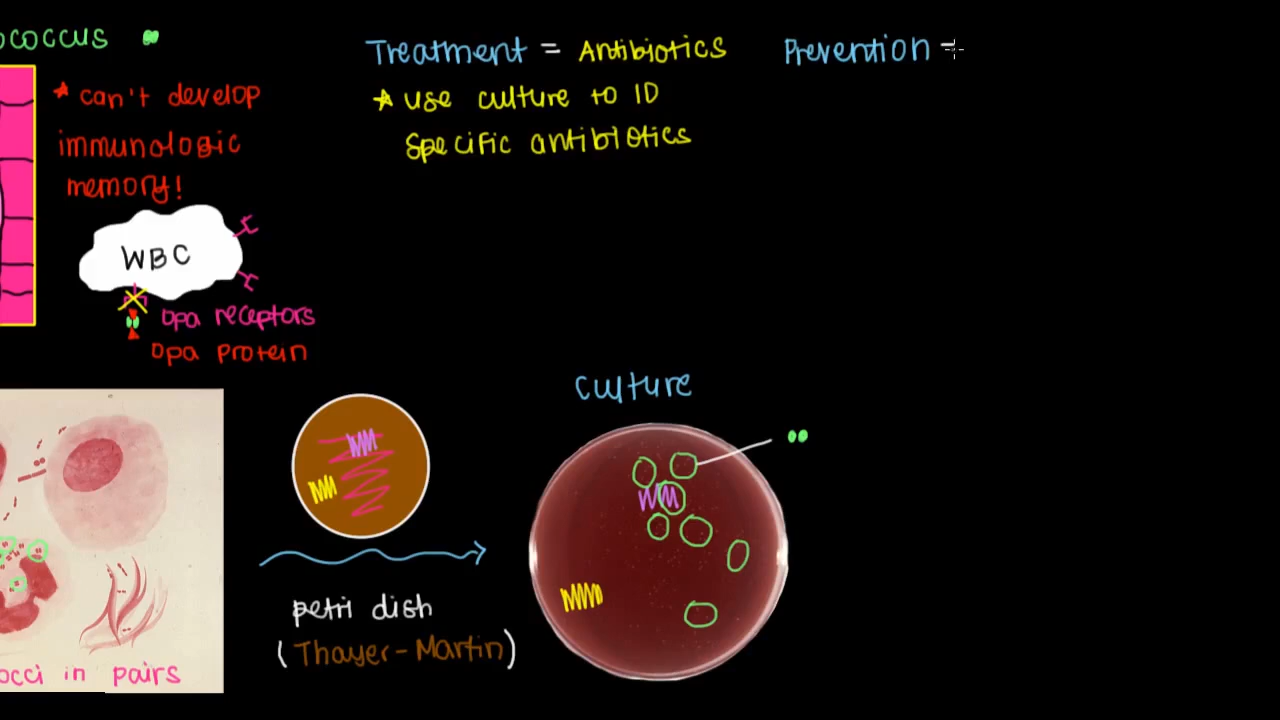 ococcus
* can't develop
immunologic
memory!
WBC
opa receptors
opa protein
Treatment = Antibiotics
* use culture to ID
specific antibiotics
Prevention =
culture
petri dish
(Thayer-Martin)
occi in pairs